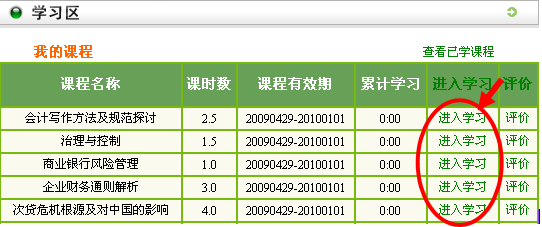 学习区
我的课程 查看已学课程
课程名称 课时数 课程有效期 累计学习 进入学习 评价
会计写作方法及规范探讨 2.5 20090429-20100101 0:00 进入学习 评价
治理与控制 1.5 20090429-20100101 0:00 进入学习 评价
商业银行风险管理 1.0 20090429-20100101 0:00 进入学习 评价
企业财务通则解析 3.0 20090429-20100101 0:00 进入学习 评价
次贷危机根源及对中国的影响 4.0 20090429-20100101 0:00 进入学习 评价